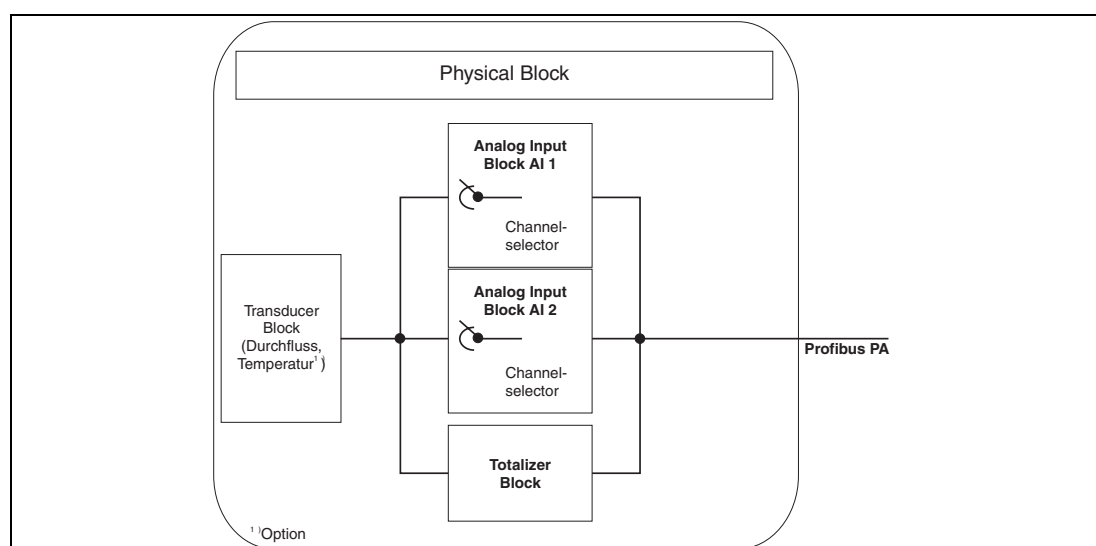 Physical Block
Analog Input
Block AI 1
Channel-
selector
Analog Input
Block AI 2
Channel-
selector
Transducer
Block
(Durchfluss,
Temperatur¹⁾)
Profibus PA
Totalizer
Block
¹⁾Option